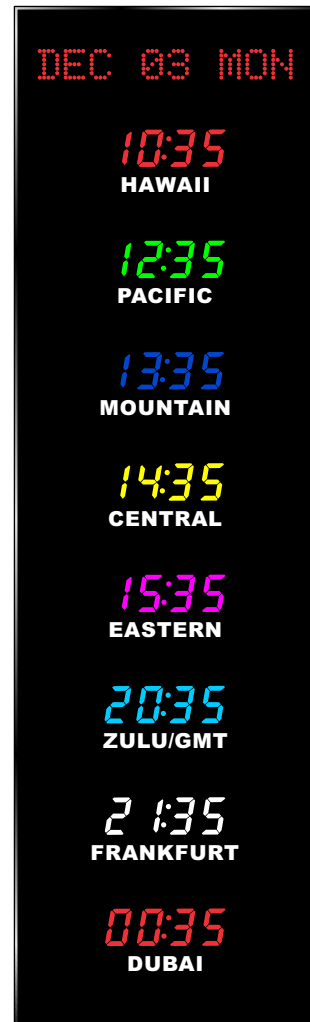 DEC 03 MON
10:35
HAWAII
12:35
PACIFIC
13:35
MOUNTAIN
14:35
CENTRAL
15:35
EASTERN
20:35
ZULU/GMT
21:35
FRANKFURT
00:35
DUBAI